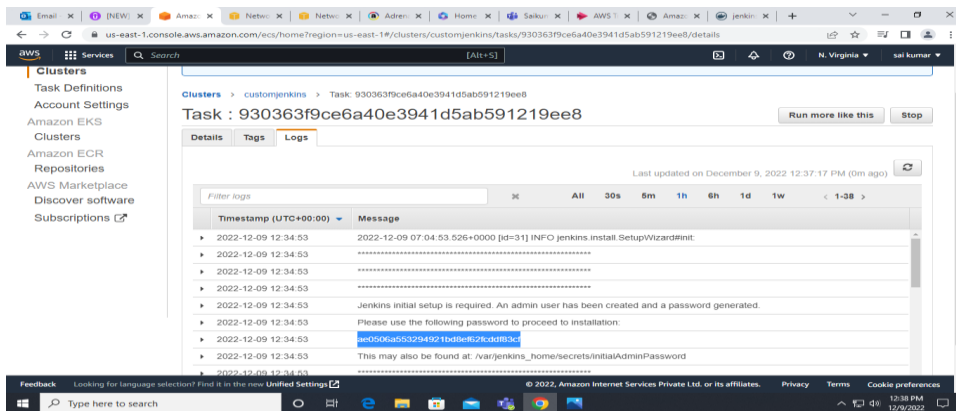 Email
[NEW]
Amaz
Netwo
Netwo
Adren
Home
Saikum
AWS T
Amaz
jenkin
us-east-1.console.aws.amazon.com/ecs/home?region=us-east-1#/clusters/customjenkins/tasks/930363f9ce6a40e3941d5ab591219ee8/details
aws Services Search [Alt+S] N. Virginia sai kumar
Clusters
Task Definitions
Account Settings
Amazon EKS
Clusters
Amazon ECR
Repositories
AWS Marketplace
Discover software
Subscriptions
Clusters > customjenkins > Task: 930363f9ce6a40e3941d5ab591219ee8
Task : 930363f9ce6a40e3941d5ab591219ee8
Run more like this Stop
Details Tags Logs
Last updated on December 9, 2022 12:37:17 PM (0m ago)
Filter logs All 30s 5m 1h 6h 1d 1w < 1-38 >
Timestamp (UTC+00:00) Message
2022-12-09 12:34:53 2022-12-09 07:04:53.526+0000 [id=31] INFO jenkins.install.SetupWizard#init:
2022-12-09 12:34:53 *************************************************************
2022-12-09 12:34:53 *************************************************************
2022-12-09 12:34:53 *************************************************************
2022-12-09 12:34:53 Jenkins initial setup is required. An admin user has been created and a password generated.
2022-12-09 12:34:53 Please use the following password to proceed to installation:
2022-12-09 12:34:53 ae0506a553294921bd8ef62fcddf83cf
2022-12-09 12:34:53 This may also be found at: /var/jenkins_home/secrets/initialAdminPassword
2022-12-09 12:34:53 *************************************************************
Feedback Looking for language selection? Find it in the new Unified Settings © 2022, Amazon Internet Services Private Ltd. or its affiliates. Privacy Terms Cookie preferences
Type here to search
12:38 PM
12/9/2022